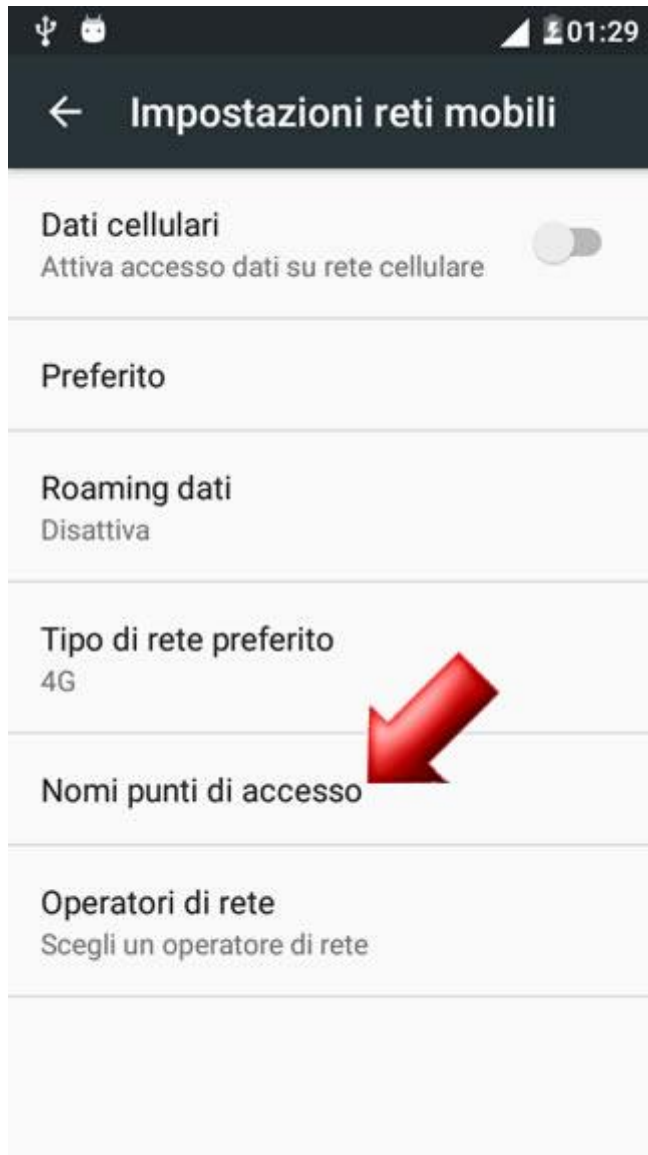 01:29
Impostazioni reti mobili
Dati cellulari
Attiva accesso dati su rete cellulare
Preferito
Roaming dati
Disattiva
Tipo di rete preferito
4G
Nomi punti di accesso
Operatori di rete
Scegli un operatore di rete